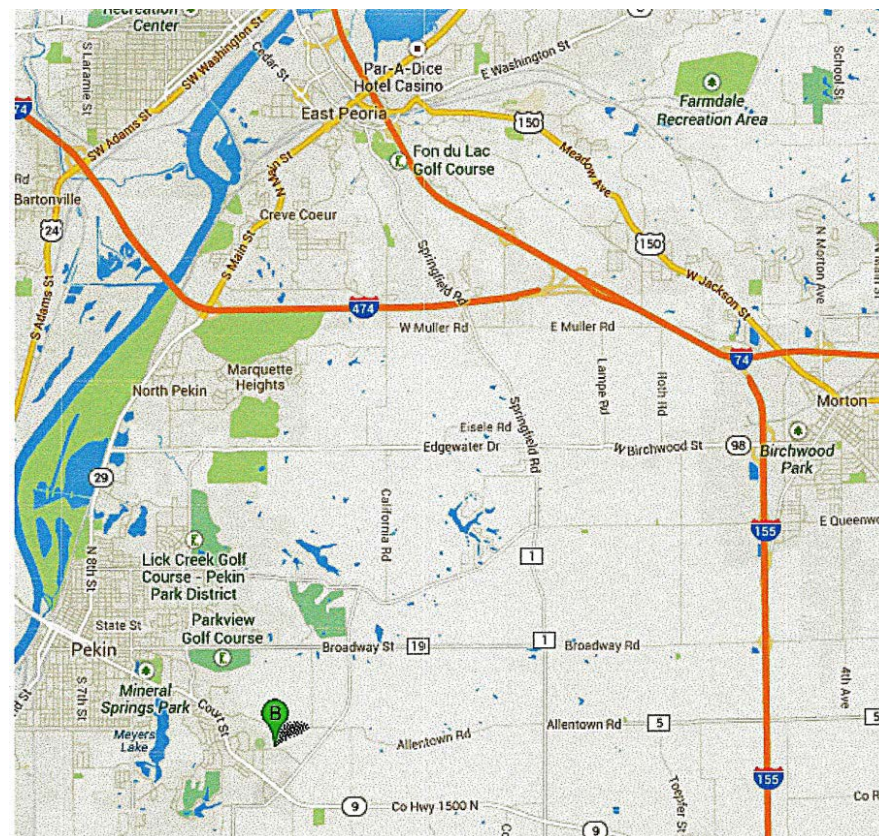 Recreation
Center
S Laramie St
SW Washington St
Cedar St
Par-A-Dice
Hotel Casino
E Washington St
School St
74
SW Adams St
East Peoria
150
Farmdale
Recreation Area
Rd
Bartonville
Main St
N Main St
Fon du Lac
Golf Course
Meadow Ave
24
Creve Coeur
150
N Morton Ave
S Adams St
S Main St
Springfield Rd
W Jackson St
474
W Muller Rd
E Muller Rd
74
Marquette
Heights
North Pekin
Lampe Rd
Roth Rd
Morton
Eisele Rd
Springfield Rd
Edgewater Dr
W Birchwood St
98
Birchwood
Park
29
California Rd
N 8th St
155
Lick Creek Golf
Course - Pekin
Park District
1
State St
Parkview
Golf Course
Pekin
Broadway St
19
1
Broadway Rd
S 7th St
Mineral
Springs Park
Court St
4th Ave
B
Meyers
Lake
Allentown Rd
Allentown Rd
5
5
155
Toepfer St
9
Co Hwy 1500 N
9